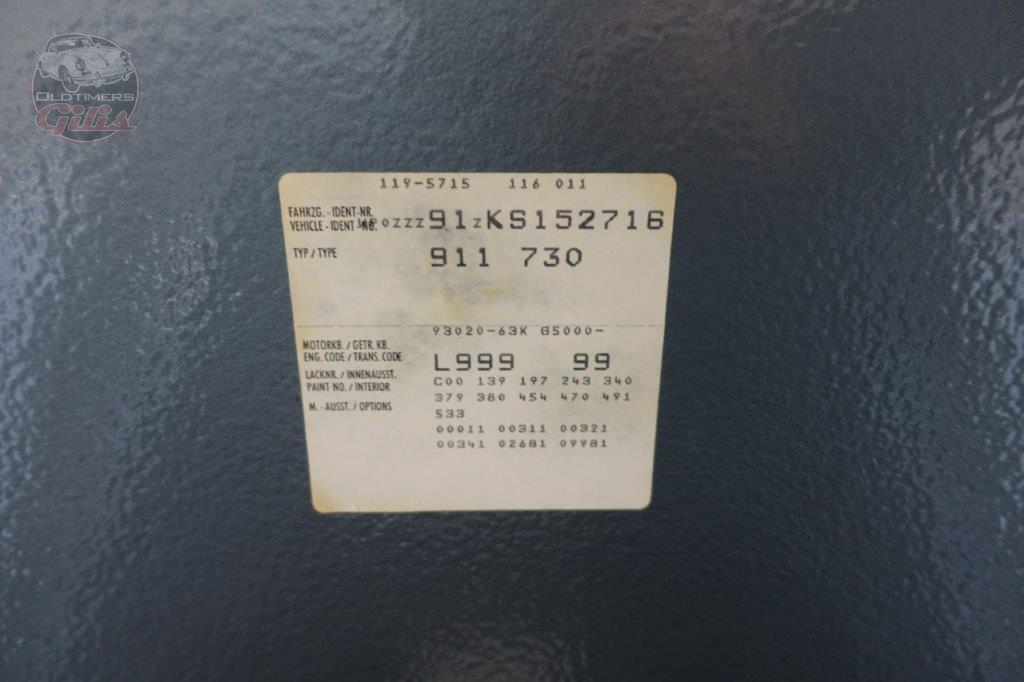 OLDTIMERS
Gilis
119-5715 116 011
FAHRZG. - IDENT-NR.
VEHICLE - IDENT-NO. WP0ZZZ91ZKS152716
TYP / TYPE 911 730
93020-63K G5000-
MOTORKB. / GETR. KB.
ENG. CODE / TRANS. CODE
L999 99
LACKNR. / INNENAUSST.
PAINT NO. / INTERIOR
C00 139 197 243 340
379 380 454 470 491
M. - AUSST. / OPTIONS
533
00011 00311 00321
00341 02681 09981